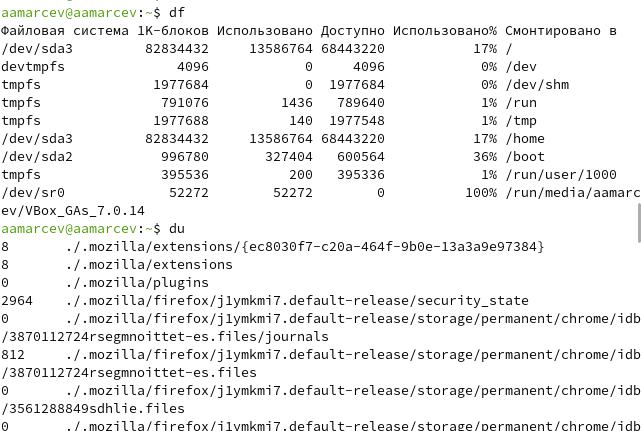 aamarcev@aamarcev:~$ df
Файловая система 1K-блоков Использовано Доступно Использовано% Смонтировано в
/dev/sda3 82834432 13586764 68443220 17% /
devtmpfs 4096 0 4096 0% /dev
tmpfs 1977684 0 1977684 0% /dev/shm
tmpfs 791076 1436 789640 1% /run
tmpfs 1977688 140 1977548 1% /tmp
/dev/sda3 82834432 13586764 68443220 17% /home
/dev/sda2 996780 327404 600564 36% /boot
tmpfs 395536 200 395336 1% /run/user/1000
/dev/sr0 52272 52272 0 100% /run/media/aamarc
ev/VBox_GAs_7.0.14
aamarcev@aamarcev:~$ du
8 ./.mozilla/extensions/{ec8030f7-c20a-464f-9b0e-13a3a9e97384}
8 ./.mozilla/extensions
0 ./.mozilla/plugins
2964 ./.mozilla/firefox/j1ymkmi7.default-release/security_state
0 ./.mozilla/firefox/j1ymkmi7.default-release/storage/permanent/chrome/idb
/3870112724rsegmnoittet-es.files/journals
812 ./.mozilla/firefox/j1ymkmi7.default-release/storage/permanent/chrome/idb
/3870112724rsegmnoittet-es.files
0 ./.mozilla/firefox/j1ymkmi7.default-release/storage/permanent/chrome/idb
/3561288849sdhlie.files
0 ./.mozilla/firefox/j1ymkmi7.default-release/storage/permanent/chrome/idb